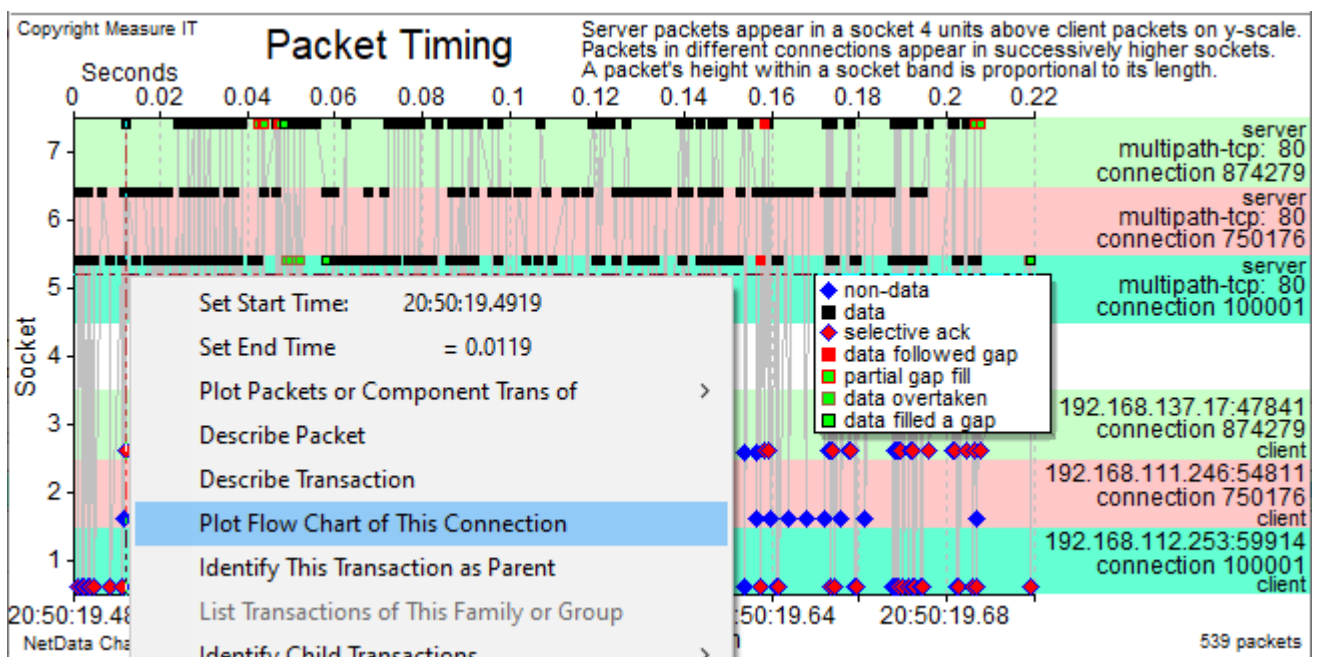 Copyright Measure IT
Packet Timing
Server packets appear in a socket 4 units above client packets on y-scale.
Packets in different connections appear in successively higher sockets.
A packet's height within a socket band is proportional to its length.
Seconds
0 0.02 0.04 0.06 0.08 0.1 0.12 0.14 0.16 0.18 0.2 0.22
Socket
7
6
5
4
3
2
1
server
multipath-tcp: 80
connection 874279
server
multipath-tcp: 80
connection 750176
server
multipath-tcp: 80
connection 100001
non-data
data
selective ack
data followed gap
partial gap fill
data overtaken
data filled a gap
192.168.137.17:47841
connection 874279
client
192.168.111.246:54811
connection 750176
client
192.168.112.253:59914
connection 100001
client
Set Start Time: 20:50:19.4919
Set End Time = 0.0119
Plot Packets or Component Trans of >
Describe Packet
Describe Transaction
Plot Flow Chart of This Connection
Identify This Transaction as Parent
List Transactions of This Family or Group
Identify Child Transactions >
20:50:19.48 :50:19.64 20:50:19.68
NetData Cha
539 packets